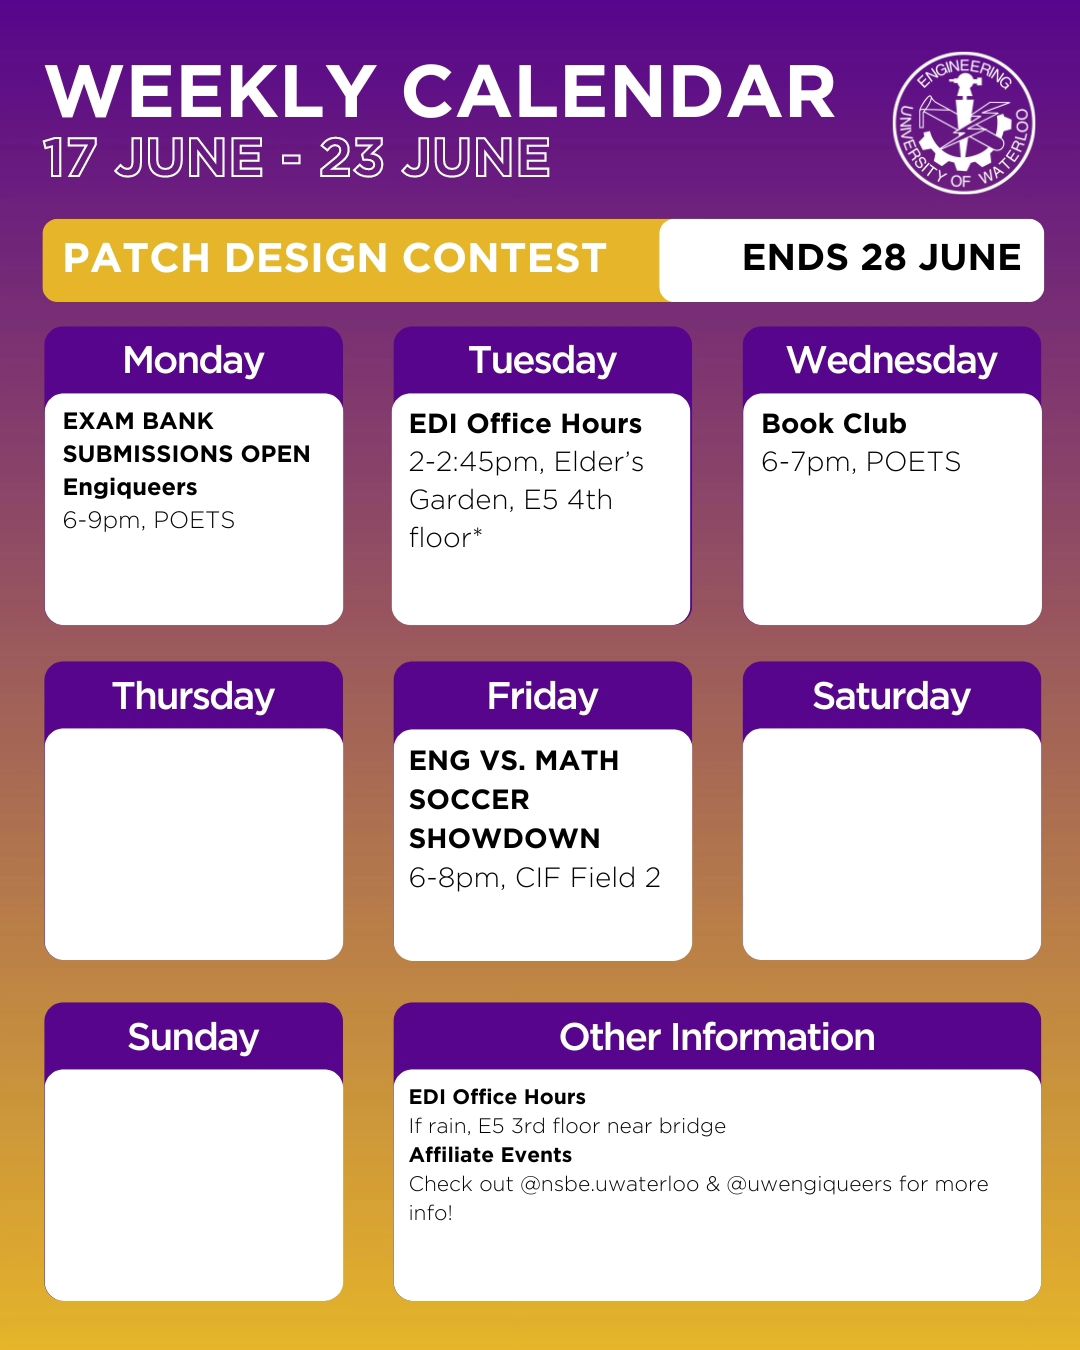 WEEKLY CALENDAR
17 JUNE - 23 JUNE
ENGINEERING
UNIVERSITY OF WATERLOO
PATCH DESIGN CONTEST
ENDS 28 JUNE
Monday
EXAM BANK
SUBMISSIONS OPEN
Engiqueers
6-9pm, POETS
Tuesday
EDI Office Hours
2-2:45pm, Elder’s
Garden, E5 4th
floor*
Wednesday
Book Club
6-7pm, POETS
Thursday
Friday
ENG VS. MATH
SOCCER
SHOWDOWN
6-8pm, CIF Field 2
Saturday
Sunday
Other Information
EDI Office Hours
If rain, E5 3rd floor near bridge
Affiliate Events
Check out @nsbe.uwaterloo & @uwengiqueers for more
info!